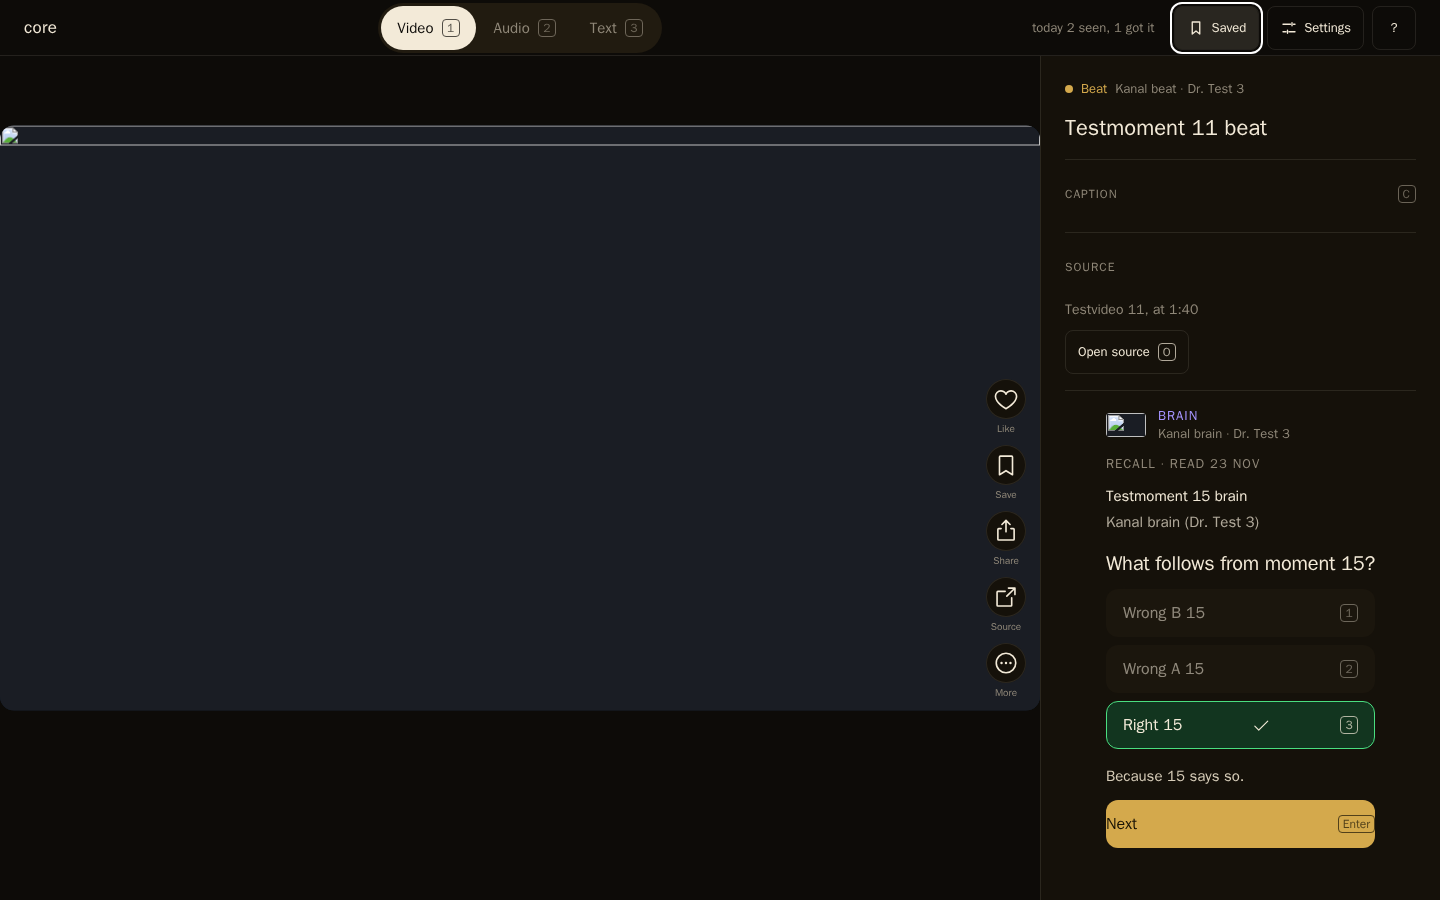 core
Video 1
Audio 2
Text 3
today 2 seen, 1 got it
Saved
Settings
?
Like
Save
Share
Source
More
Beat Kanal beat · Dr. Test 3
Testmoment 11 beat
CAPTION C
SOURCE
Testvideo 11, at 1:40
Open source O
BRAIN
Kanal brain · Dr. Test 3
RECALL · READ 23 NOV
Testmoment 15 brain
Kanal brain (Dr. Test 3)
What follows from moment 15?
Wrong B 15 1
Wrong A 15 2
Right 15 3
Because 15 says so.
Next Enter